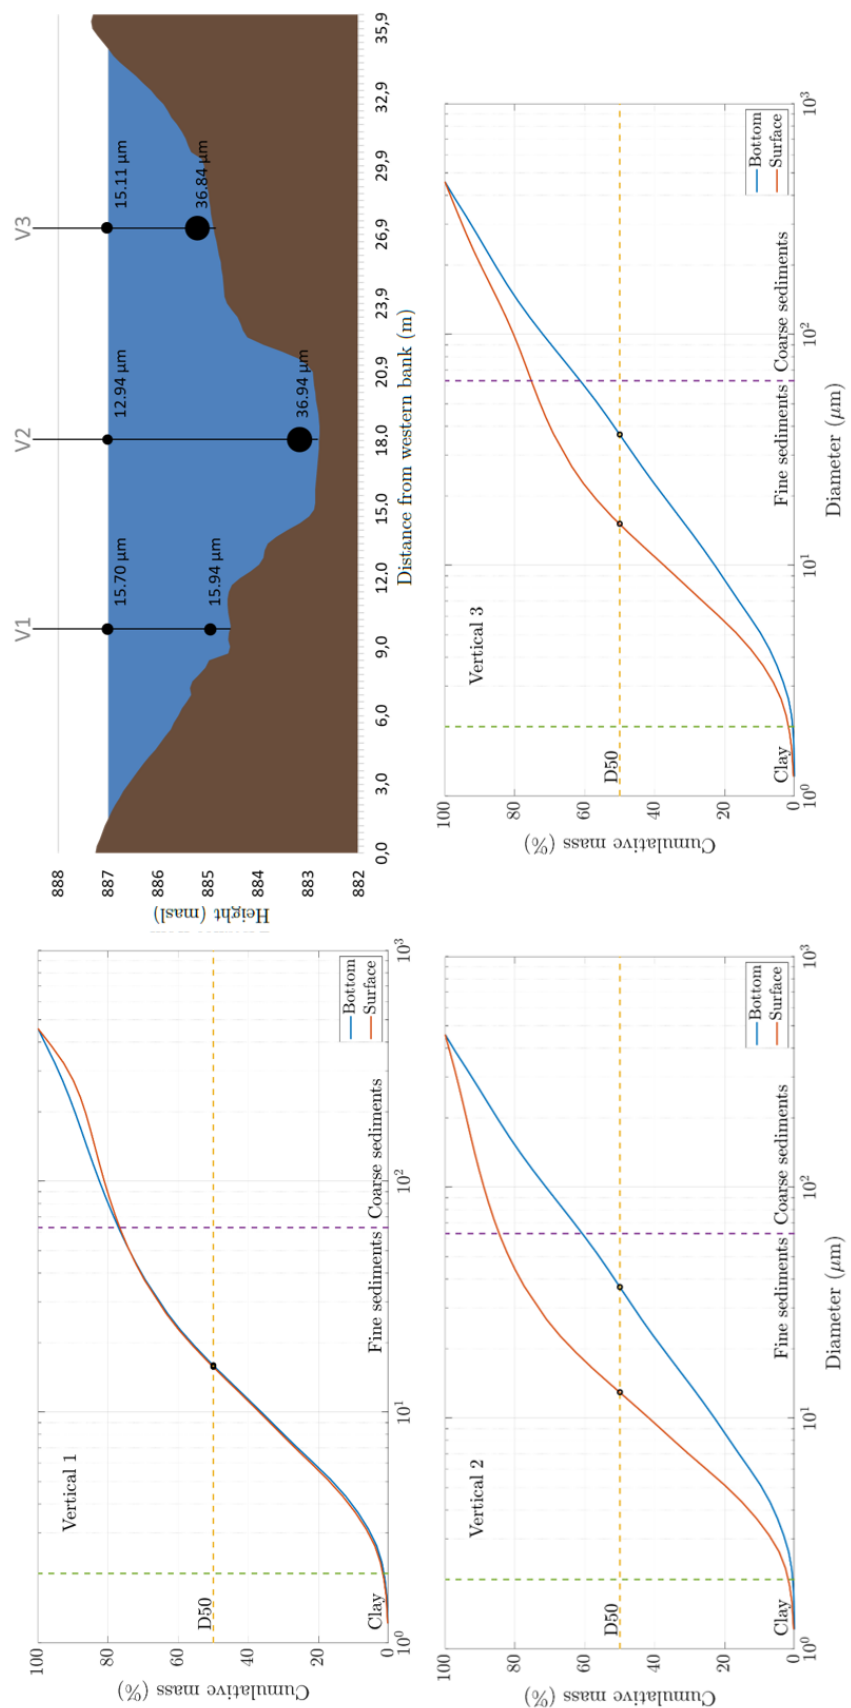 Vertical 1
Cumulative mass (%)
100
80
60
40
20
0
D50
Clay
Fine sediments
Coarse sediments
Bottom
Surface
10^0
10^1
10^2
10^3
V1
V2
V3
Height (masl)
888
887
886
885
884
883
882
15.70 µm
12.94 µm
15.11 µm
15.94 µm
36.94 µm
36.84 µm
0,0
3,0
6,0
9,0
12.0
15,0
18.0
20,9
23,9
26,9
29,9
32,9
35,9
Distance from western bank (m)
Vertical 2
Cumulative mass (%)
100
80
60
40
20
0
D50
Clay
Fine sediments
Coarse sediments
Bottom
Surface
10^0
10^1
10^2
10^3
Diameter (µm)
Vertical 3
Cumulative mass (%)
100
80
60
40
20
0
D50
Clay
Fine sediments
Coarse sediments
Bottom
Surface
10^0
10^1
10^2
10^3
Diameter (µm)